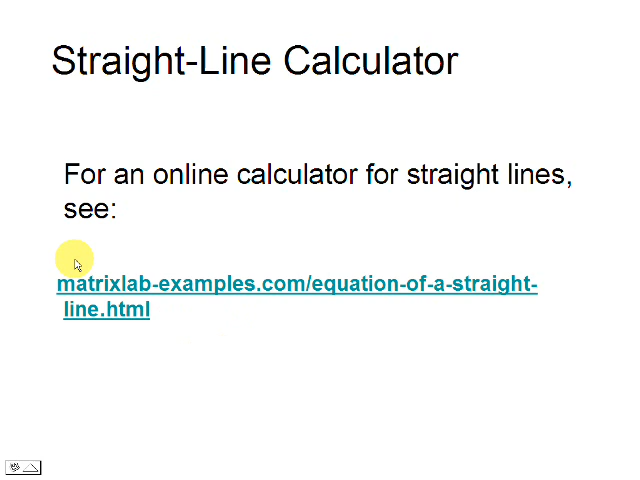 Straight-Line Calculator
For an online calculator for straight lines,
see:
matrixlab-examples.com/equation-of-a-straight-
line.html